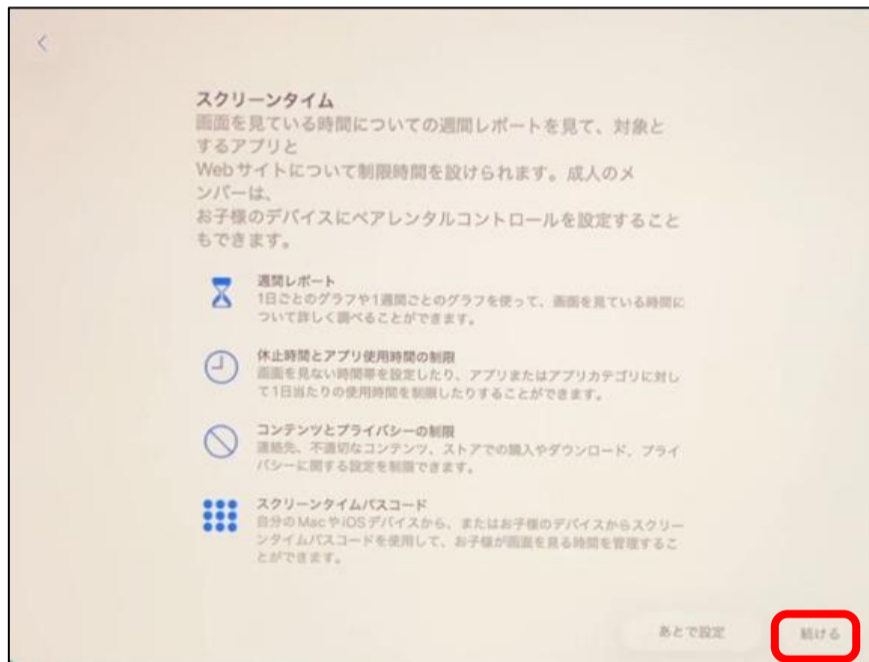 スクリーンタイム
画面を見ている時間についての週間レポートを見て、対象と
するアプリと
Webサイトについて制限時間を設けられます。成人のメ
ンバーは、
お子様のデバイスにペアレンタルコントロールを設定すること
もできます。
週間レポート
1日ごとのグラフや1週間ごとのグラフを使って、画面を見ている時間に
ついて詳しく調べることができます。
休止時間とアプリ使用時間の制限
画面を見ない時間帯を設定したり、アプリまたはアプリカテゴリに対し
て1日当たりの使用時間を制限したりすることができます。
コンテンツとプライバシーの制限
連絡先、不適切なコンテンツ、ストアでの購入やダウンロード、プライ
バシーに関する設定を制限できます。
スクリーンタイムパスコード
自分のMacやiOSデバイスから、またはお子様のデバイスからスクリー
ンタイムパスコードを使用して、お子様が画面を見る時間を管理するこ
とができます。
あとで設定
続ける